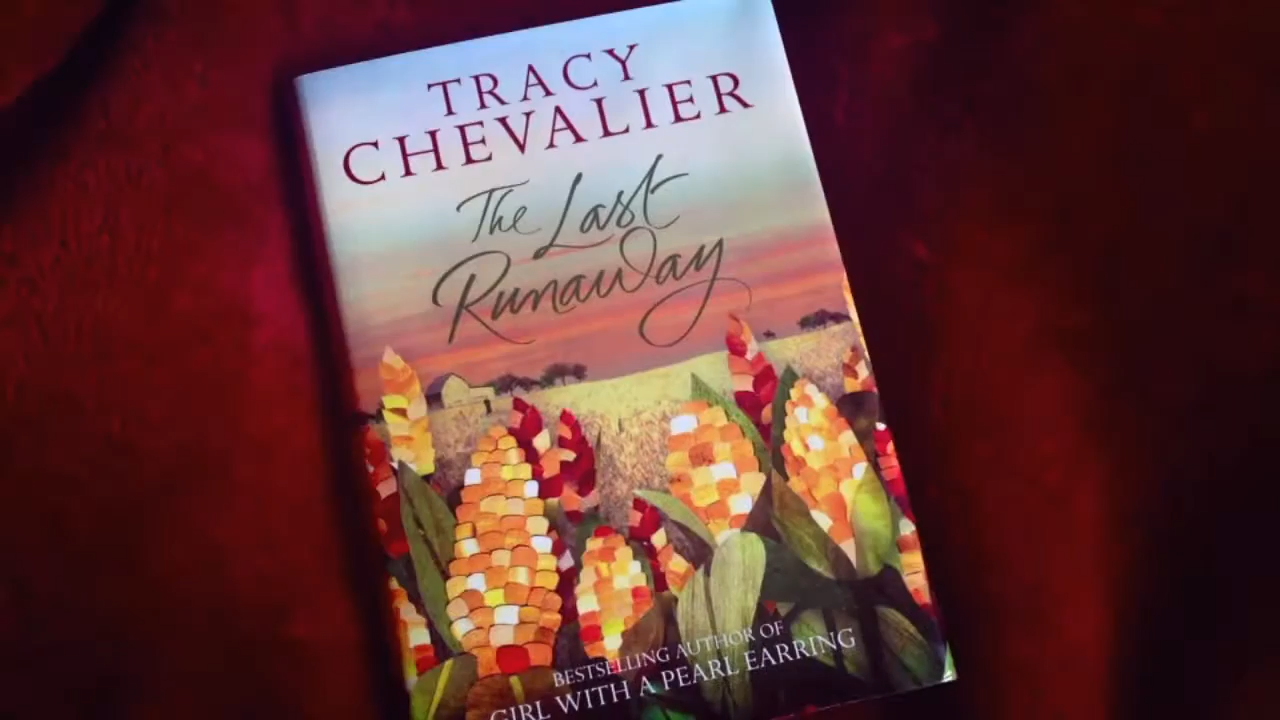 TRACY
CHEVALIER
The Last
Runaway
BESTSELLING AUTHOR OF
GIRL WITH A PEARL EARRING